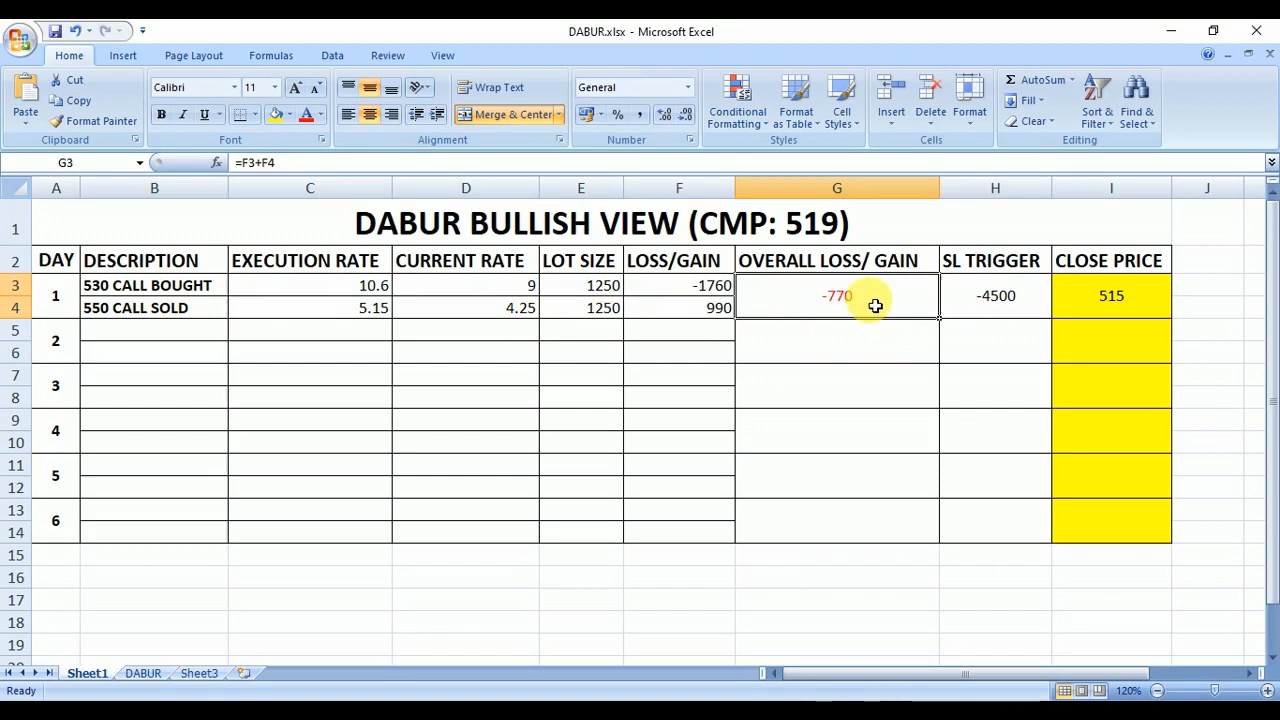 DABUR.xlsx - Microsoft Excel
Home Insert Page Layout Formulas Data Review View
Cut Calibri 11 Wrap Text General AutoSum
Copy Fill
Paste Format Painter B I U Merge & Center % , Conditional Formatting Format as Table Cell Styles Insert Delete Format Clear Sort & Filter Find & Select
Clipboard Font Alignment Number Styles Cells Editing
G3 fx =F3+F4
A B C D E F G H I J
1 DABUR BULLISH VIEW (CMP: 519)
2 DAY DESCRIPTION EXECUTION RATE CURRENT RATE LOT SIZE LOSS/GAIN OVERALL LOSS/ GAIN SL TRIGGER CLOSE PRICE
3 1 530 CALL BOUGHT 10.6 9 1250 -1760 -770 -4500 515
4 550 CALL SOLD 5.15 4.25 1250 990
5 2
6
7 3
8
9 4
10
11 5
12
13 6
14
15
16
17
18
19
Sheet1 DABUR Sheet3
Ready 120%